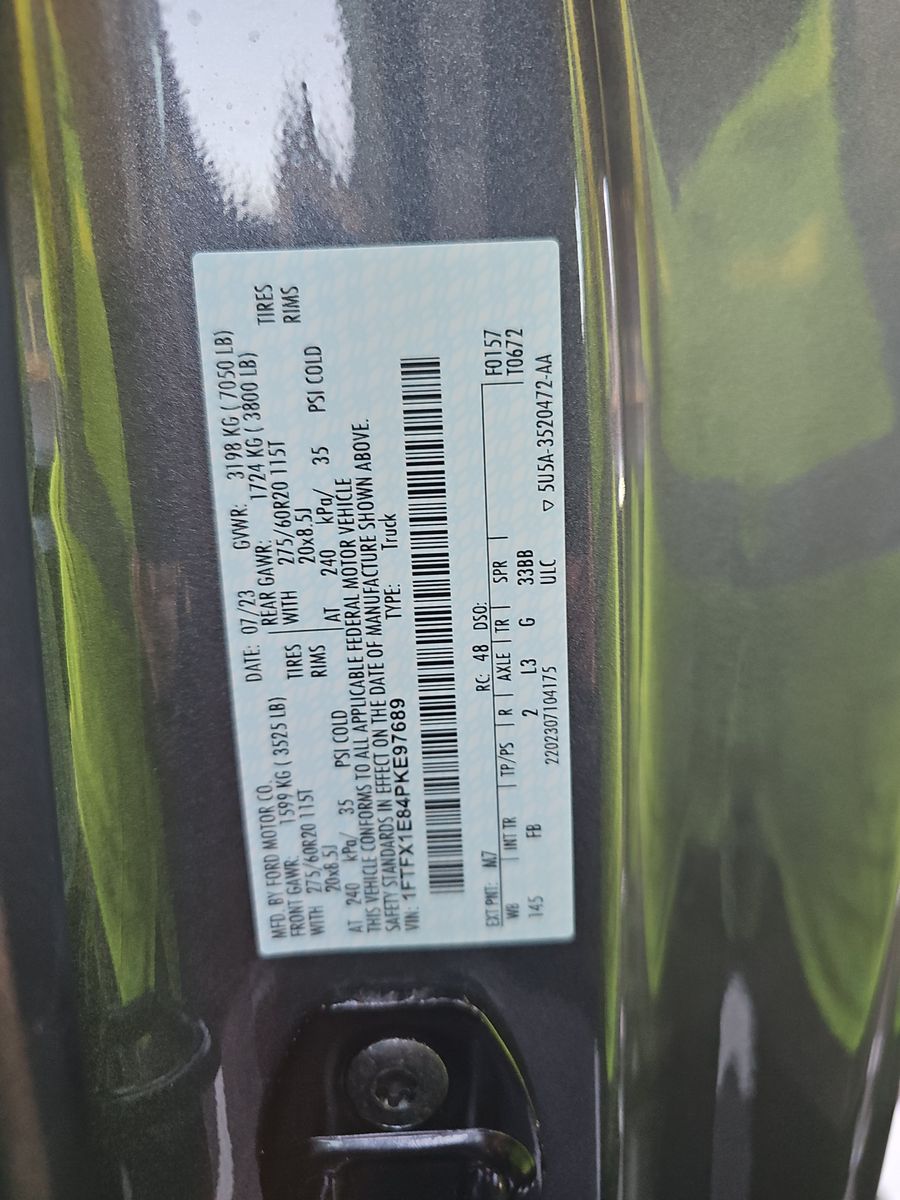 MFD. BY FORD MOTOR CO.
DATE: 07/23 GVWR: 3198 KG ( 7050 LB)
FRONT GAWR: 1599 KG ( 3525 LB) REAR GAWR: 1724 KG ( 3800 LB)
WITH 275/60R20 115T TIRES WITH 275/60R20 115T TIRES
20x8.5J RIMS 20x8.5J RIMS
AT 240 kPa/ 35 PSI COLD AT 240 kPa/ 35 PSI COLD
THIS VEHICLE CONFORMS TO ALL APPLICABLE FEDERAL MOTOR VEHICLE
SAFETY STANDARDS IN EFFECT ON THE DATE OF MANUFACTURE SHOWN ABOVE.
VIN: 1FTFX1E84PKE97689 TYPE: Truck
EXT PNT: M7 RC: 48 DSO: F0157
WB INT TR TP/PS R AXLE TR SPR T0672
145 FB 2 L3 G 33BB
2202307104175 ULC ▽ 5U5A-3520472-AA